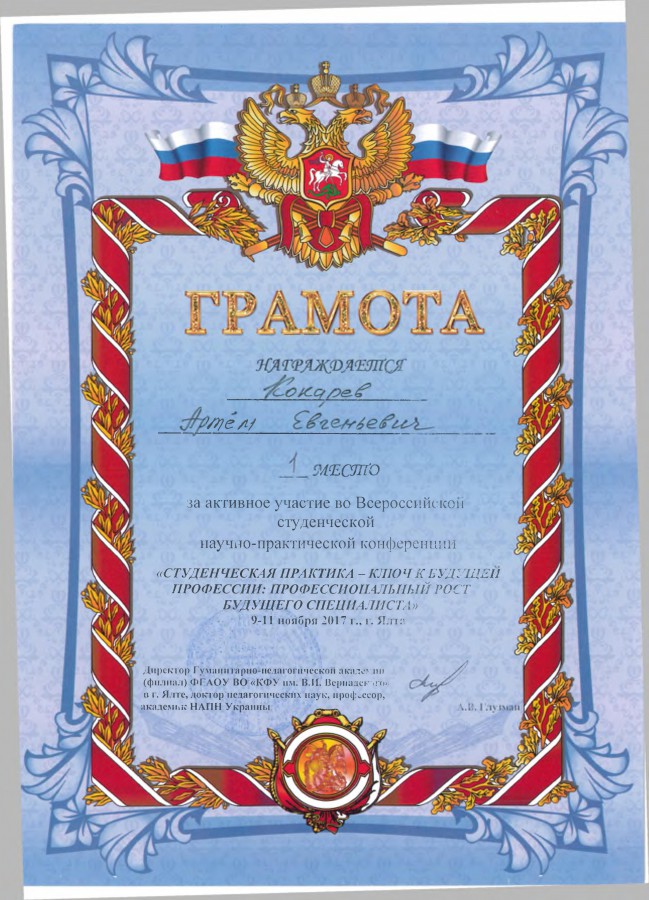 ГРАМОТА
НАГРАЖДАЕТСЯ
Кокарев
Артём Евгеньевич
1 МЕСТО
за активное участие во Всероссийской
студенческой
научно-практической конференции
«СТУДЕНЧЕСКАЯ ПРАКТИКА – КЛЮЧ К БУДУЩЕЙ
ПРОФЕССИИ: ПРОФЕССИОНАЛЬНЫЙ РОСТ
БУДУЩЕГО СПЕЦИАЛИСТА»
9-11 ноября 2017 г., г. Ялта
Директор Гуманитарно-педагогической академии
(филиал) ФГАОУ ВО «КФУ им. В.И. Вернадского»
в г. Ялте, доктор педагогических наук, профессор,
академик НАПН Украины
А.В. Глузман